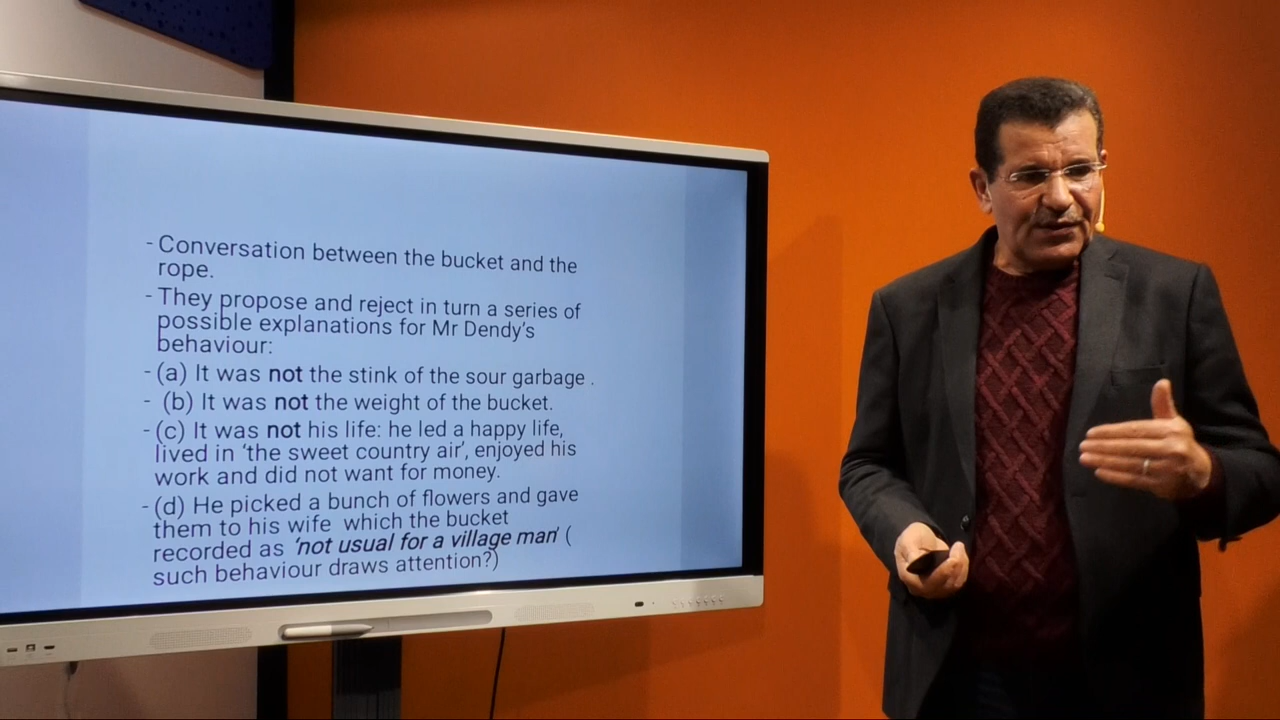 - Conversation between the bucket and the
rope.
- They propose and reject in turn a series of
possible explanations for Mr Dendy's
behaviour:
- (a) It was not the stink of the sour garbage .
- (b) It was not the weight of the bucket.
- (c) It was not his life: he led a happy life,
lived in 'the sweet country air', enjoyed his
work and did not want for money.
- (d) He picked a bunch of flowers and gave
them to his wife which the bucket
recorded as 'not usual for a village man' (
such behaviour draws attention?)